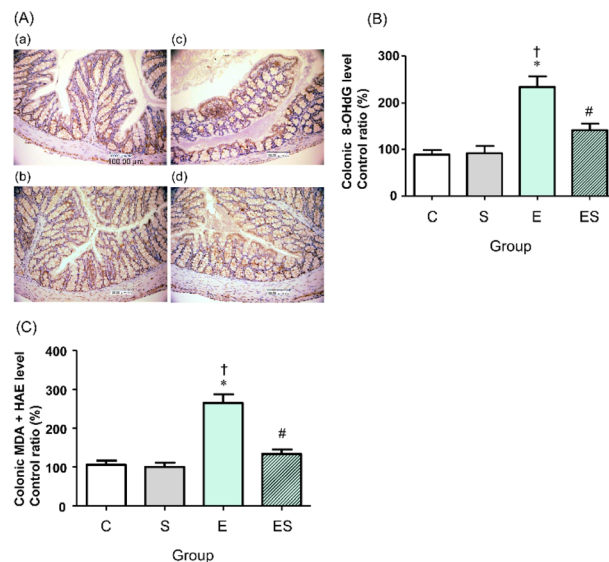 (A)
(a)
(c)
100.00 μm
(b)
(d)
(B)
Colonic 8-OHdG level
Control ratio (%)
300
200
100
0
†
*
#
C S E ES
Group
(C)
Colonic MDA + HAE level
Control ratio (%)
400
300
200
100
0
†
*
#
C S E ES
Group